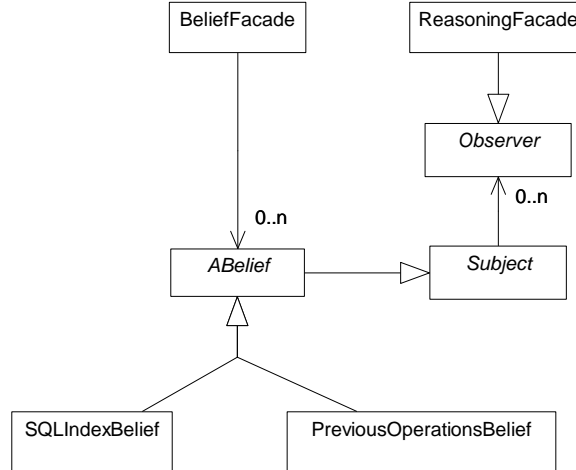 BeliefFacade
ReasoningFacade
Observer
0..n
0..n
ABelief
Subject
SQLIndexBelief
PreviousOperationsBelief